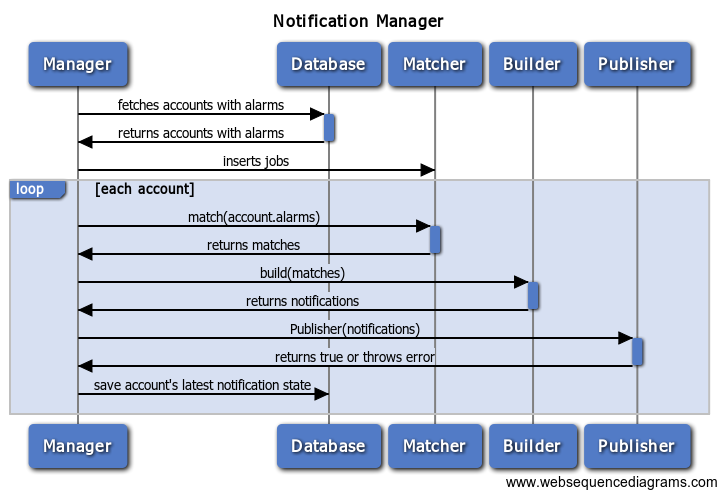 Notification Manager
Manager Database Matcher Builder Publisher
fetches accounts with alarms
returns accounts with alarms
inserts jobs
loop [each account]
match(account.alarms)
returns matches
build(matches)
returns notifications
Publisher(notifications)
returns true or throws error
save account's latest notification state
Manager Database Matcher Builder Publisher
www.websequencediagrams.com